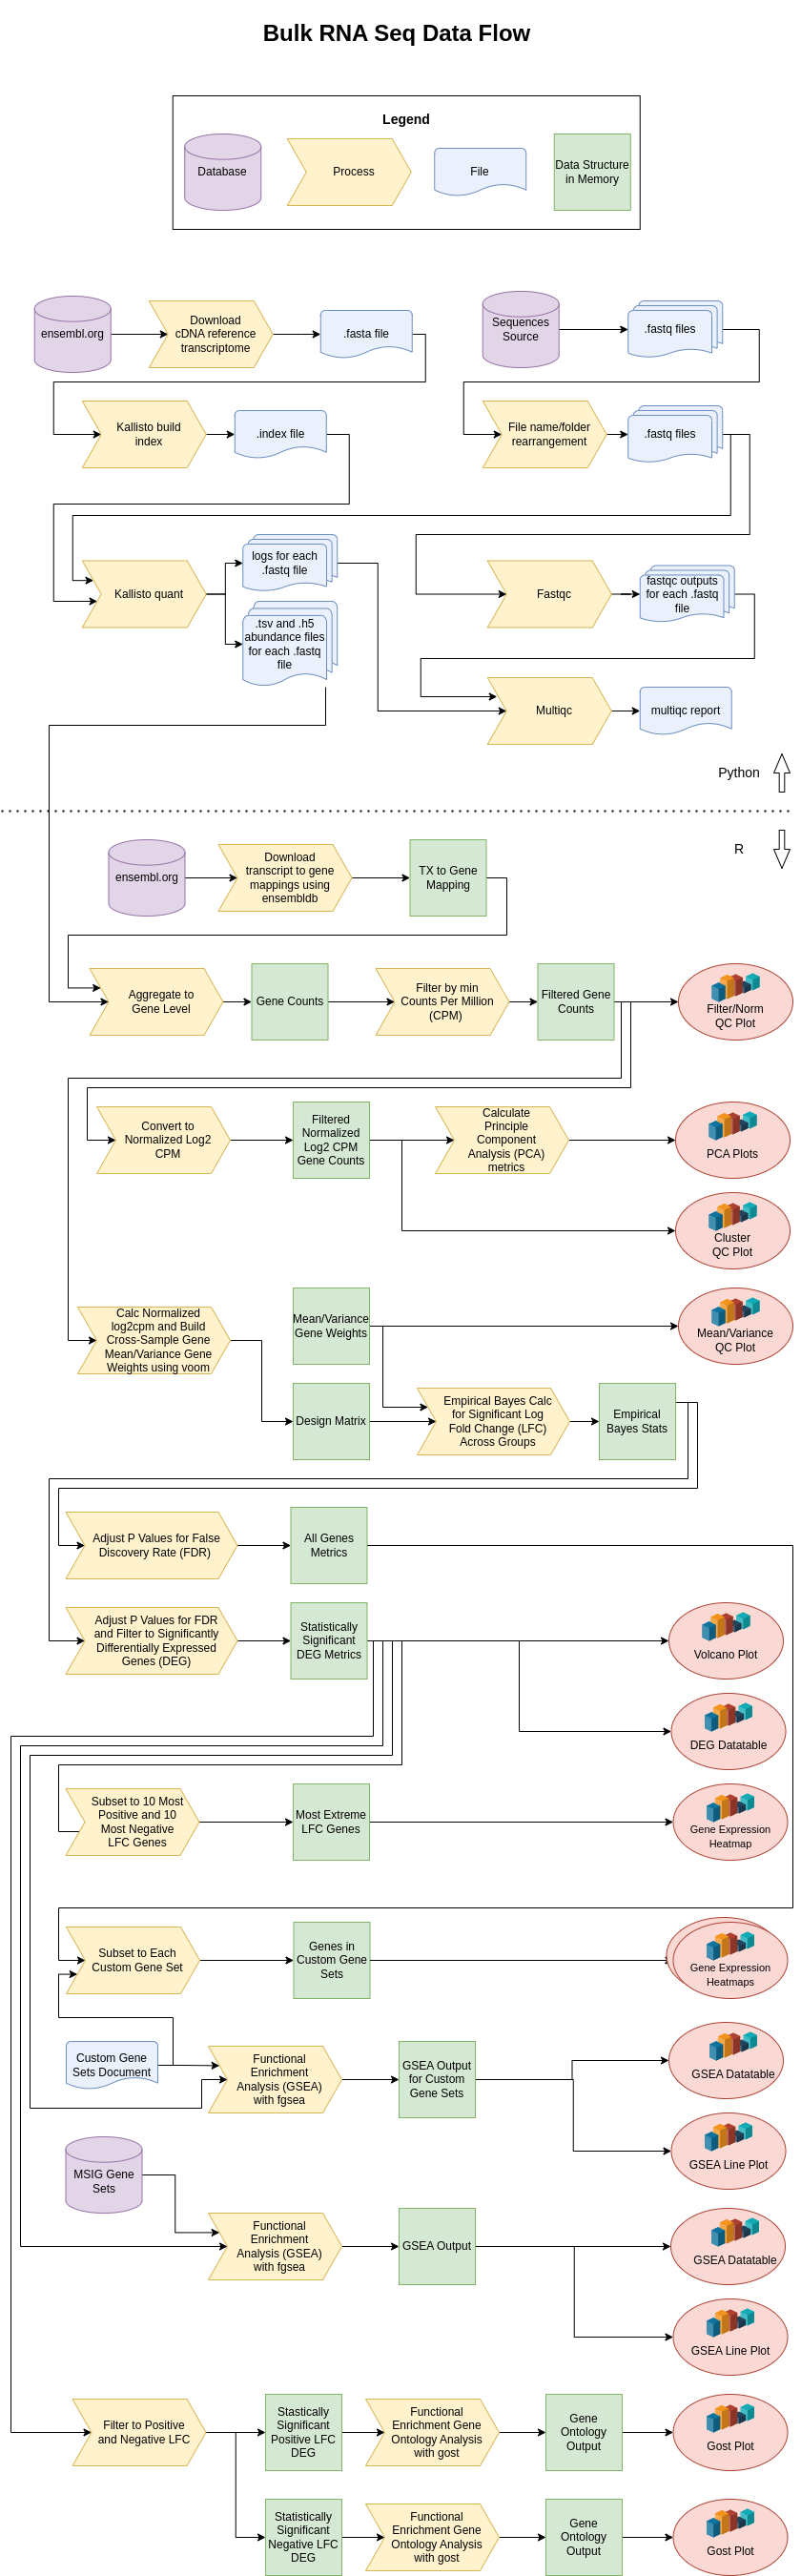 Bulk RNA Seq Data Flow
Legend
Database
Process
File
Data Structure
in Memory
ensembl.org
Download
cDNA reference
transcriptome
.fasta file
Sequences
Source
.fastq files
Kallisto build
index
.index file
File name/folder
rearrangement
.fastq files
Kallisto quant
logs for each
.fastq file
.tsv and .h5
abundance files
for each .fastq
file
Fastqc
fastqc outputs
for each .fastq
file
Multiqc
multiqc report
Python
R
ensembl.org
Download
transcript to gene
mappings using
ensembldb
TX to Gene
Mapping
Aggregate to
Gene Level
Gene Counts
Filter by min
Counts Per Million
(CPM)
Filtered Gene
Counts
Filter/Norm
QC Plot
Convert to
Normalized Log2
CPM
Filtered
Normalized
Log2 CPM
Gene Counts
Calculate
Principle
Component
Analysis (PCA)
metrics
PCA Plots
Cluster
QC Plot
Calc Normalized
log2cpm and Build
Cross-Sample Gene
Mean/Variance Gene
Weights using voom
Mean/Variance
Gene Weights
Mean/Variance
QC Plot
Design Matrix
Empirical Bayes Calc
for Significant Log
Fold Change (LFC)
Across Groups
Empirical
Bayes Stats
Adjust P Values for False
Discovery Rate (FDR)
All Genes
Metrics
Adjust P Values for FDR
and Filter to Significantly
Differentially Expressed
Genes (DEG)
Statistically
Significant
DEG Metrics
Volcano Plot
DEG Datatable
Subset to 10 Most
Positive and 10
Most Negative
LFC Genes
Most Extreme
LFC Genes
Gene Expression
Heatmap
Subset to Each
Custom Gene Set
Genes in
Custom Gene
Sets
Gene Expression
Heatmaps
Custom Gene
Sets Document
Functional
Enrichment
Analysis (GSEA)
with fgsea
GSEA Output
for Custom
Gene Sets
GSEA Datatable
GSEA Line Plot
MSIG Gene
Sets
Functional
Enrichment
Analysis (GSEA)
with fgsea
GSEA Output
GSEA Datatable
GSEA Line Plot
Filter to Positive
and Negative LFC
Stastically
Significant
Positive LFC
DEG
Functional
Enrichment Gene
Ontology Analysis
with gost
Gene
Ontology
Output
Gost Plot
Statistically
Significant
Negative LFC
DEG
Functional
Enrichment Gene
Ontology Analysis
with gost
Gene
Ontology
Output
Gost Plot